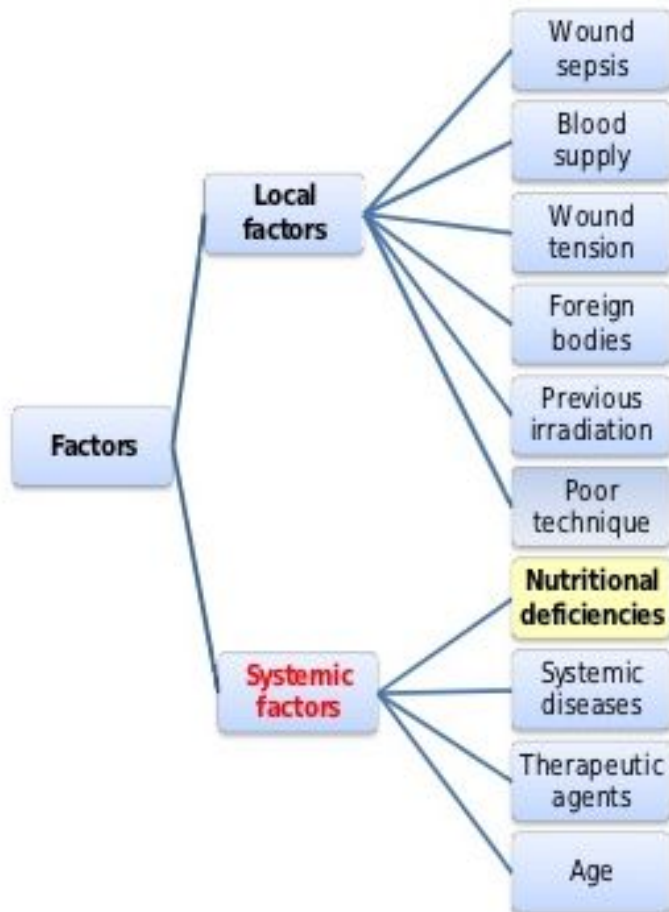 Factors
Local
factors
Wound
sepsis
Blood
supply
Wound
tension
Foreign
bodies
Previous
irradiation
Poor
technique
Systemic
factors
Nutritional
deficiencies
Systemic
diseases
Therapeutic
agents
Age